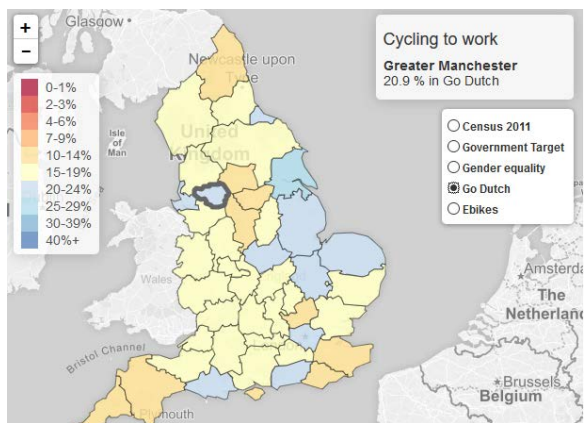 Glasgow
+
−
Newcastle upon
Tyne
Isle of
Man
United
Kingdom
0-1%
2-3%
4-6%
7-9%
10-14%
15-19%
20-24%
25-29%
30-39%
40%+
Wales
Bristol Channel
Plymouth
Cycling to work
Greater Manchester
20.9 % in Go Dutch
Census 2011
Government Target
Gender equality
Go Dutch
Ebikes
Amsterda
The
Netherland
Brussels
Belgium